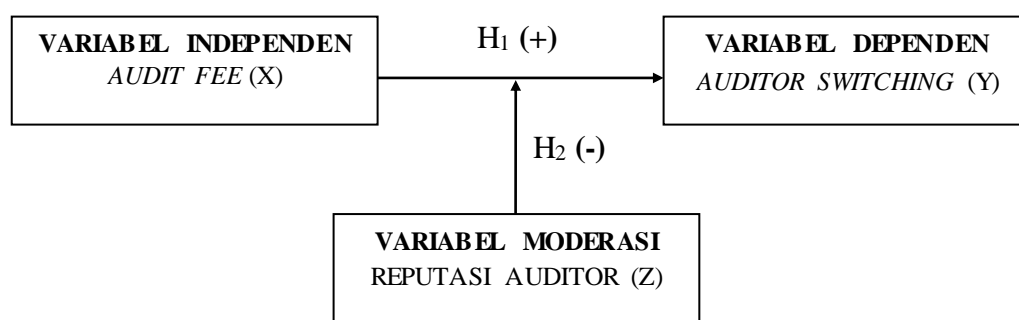 VARIABEL INDEPENDEN
AUDIT FEE (X)
H₁ (+)
VARIABEL DEPENDEN
AUDITOR SWITCHING (Y)
H₂ (-)
VARIABEL MODERASI
REPUTASI AUDITOR (Z)